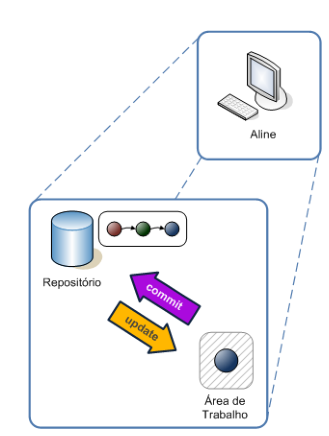 Aline
Repositório
commit
update
Área de
Trabalho